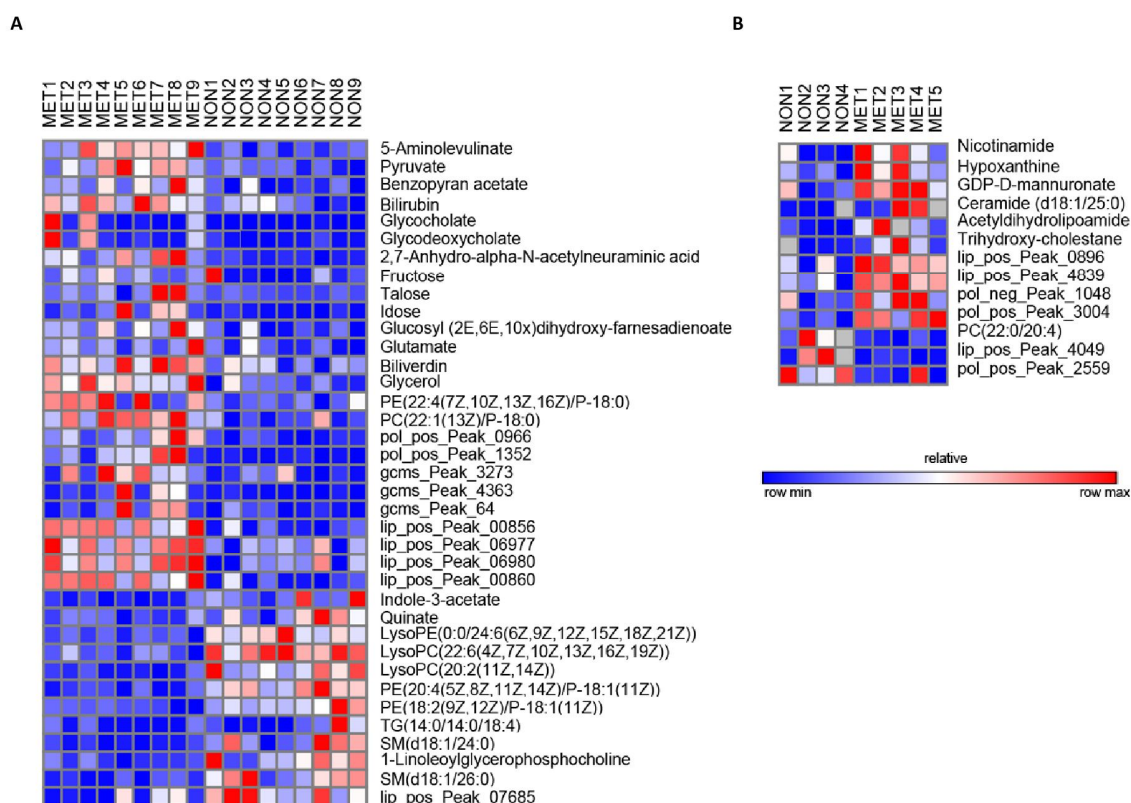 A
B
MET1 MET2 MET3 MET4 MET5 MET6 MET7 MET8 MET9 NON1 NON2 NON3 NON4 NON5 NON6 NON7 NON8 NON9
5-Aminolevulinate
Pyruvate
Benzopyran acetate
Bilirubin
Glycocholate
Glycodeoxycholate
2,7-Anhydro-alpha-N-acetylneuraminic acid
Fructose
Talose
Idose
Glucosyl (2E,6E,10x)dihydroxy-farnesadienoate
Glutamate
Biliverdin
Glycerol
PE(22:4(7Z,10Z,13Z,16Z)/P-18:0)
PC(22:1(13Z)/P-18:0)
pol_pos_Peak_0966
pol_pos_Peak_1352
gcms_Peak_3273
gcms_Peak_4363
gcms_Peak_64
lip_pos_Peak_00856
lip_pos_Peak_06977
lip_pos_Peak_06980
lip_pos_Peak_00860
Indole-3-acetate
Quinate
LysoPE(0:0/24:6(6Z,9Z,12Z,15Z,18Z,21Z))
LysoPC(22:6(4Z,7Z,10Z,13Z,16Z,19Z))
LysoPC(20:2(11Z,14Z))
PE(20:4(5Z,8Z,11Z,14Z)/P-18:1(11Z))
PE(18:2(9Z,12Z)/P-18:1(11Z))
TG(14:0/14:0/18:4)
SM(d18:1/24:0)
1-Linoleoylglycerophosphocholine
SM(d18:1/26:0)
lip_pos_Peak_07685
NON1 NON2 NON3 NON4 MET1 MET2 MET3 MET4 MET5
Nicotinamide
Hypoxanthine
GDP-D-mannuronate
Ceramide (d18:1/25:0)
Acetyldihydrolipoamide
Trihydroxy-cholestane
lip_pos_Peak_0896
lip_pos_Peak_4839
pol_neg_Peak_1048
pol_pos_Peak_3004
PC(22:0/20:4)
lip_pos_Peak_4049
pol_pos_Peak_2559
relative
row min row max